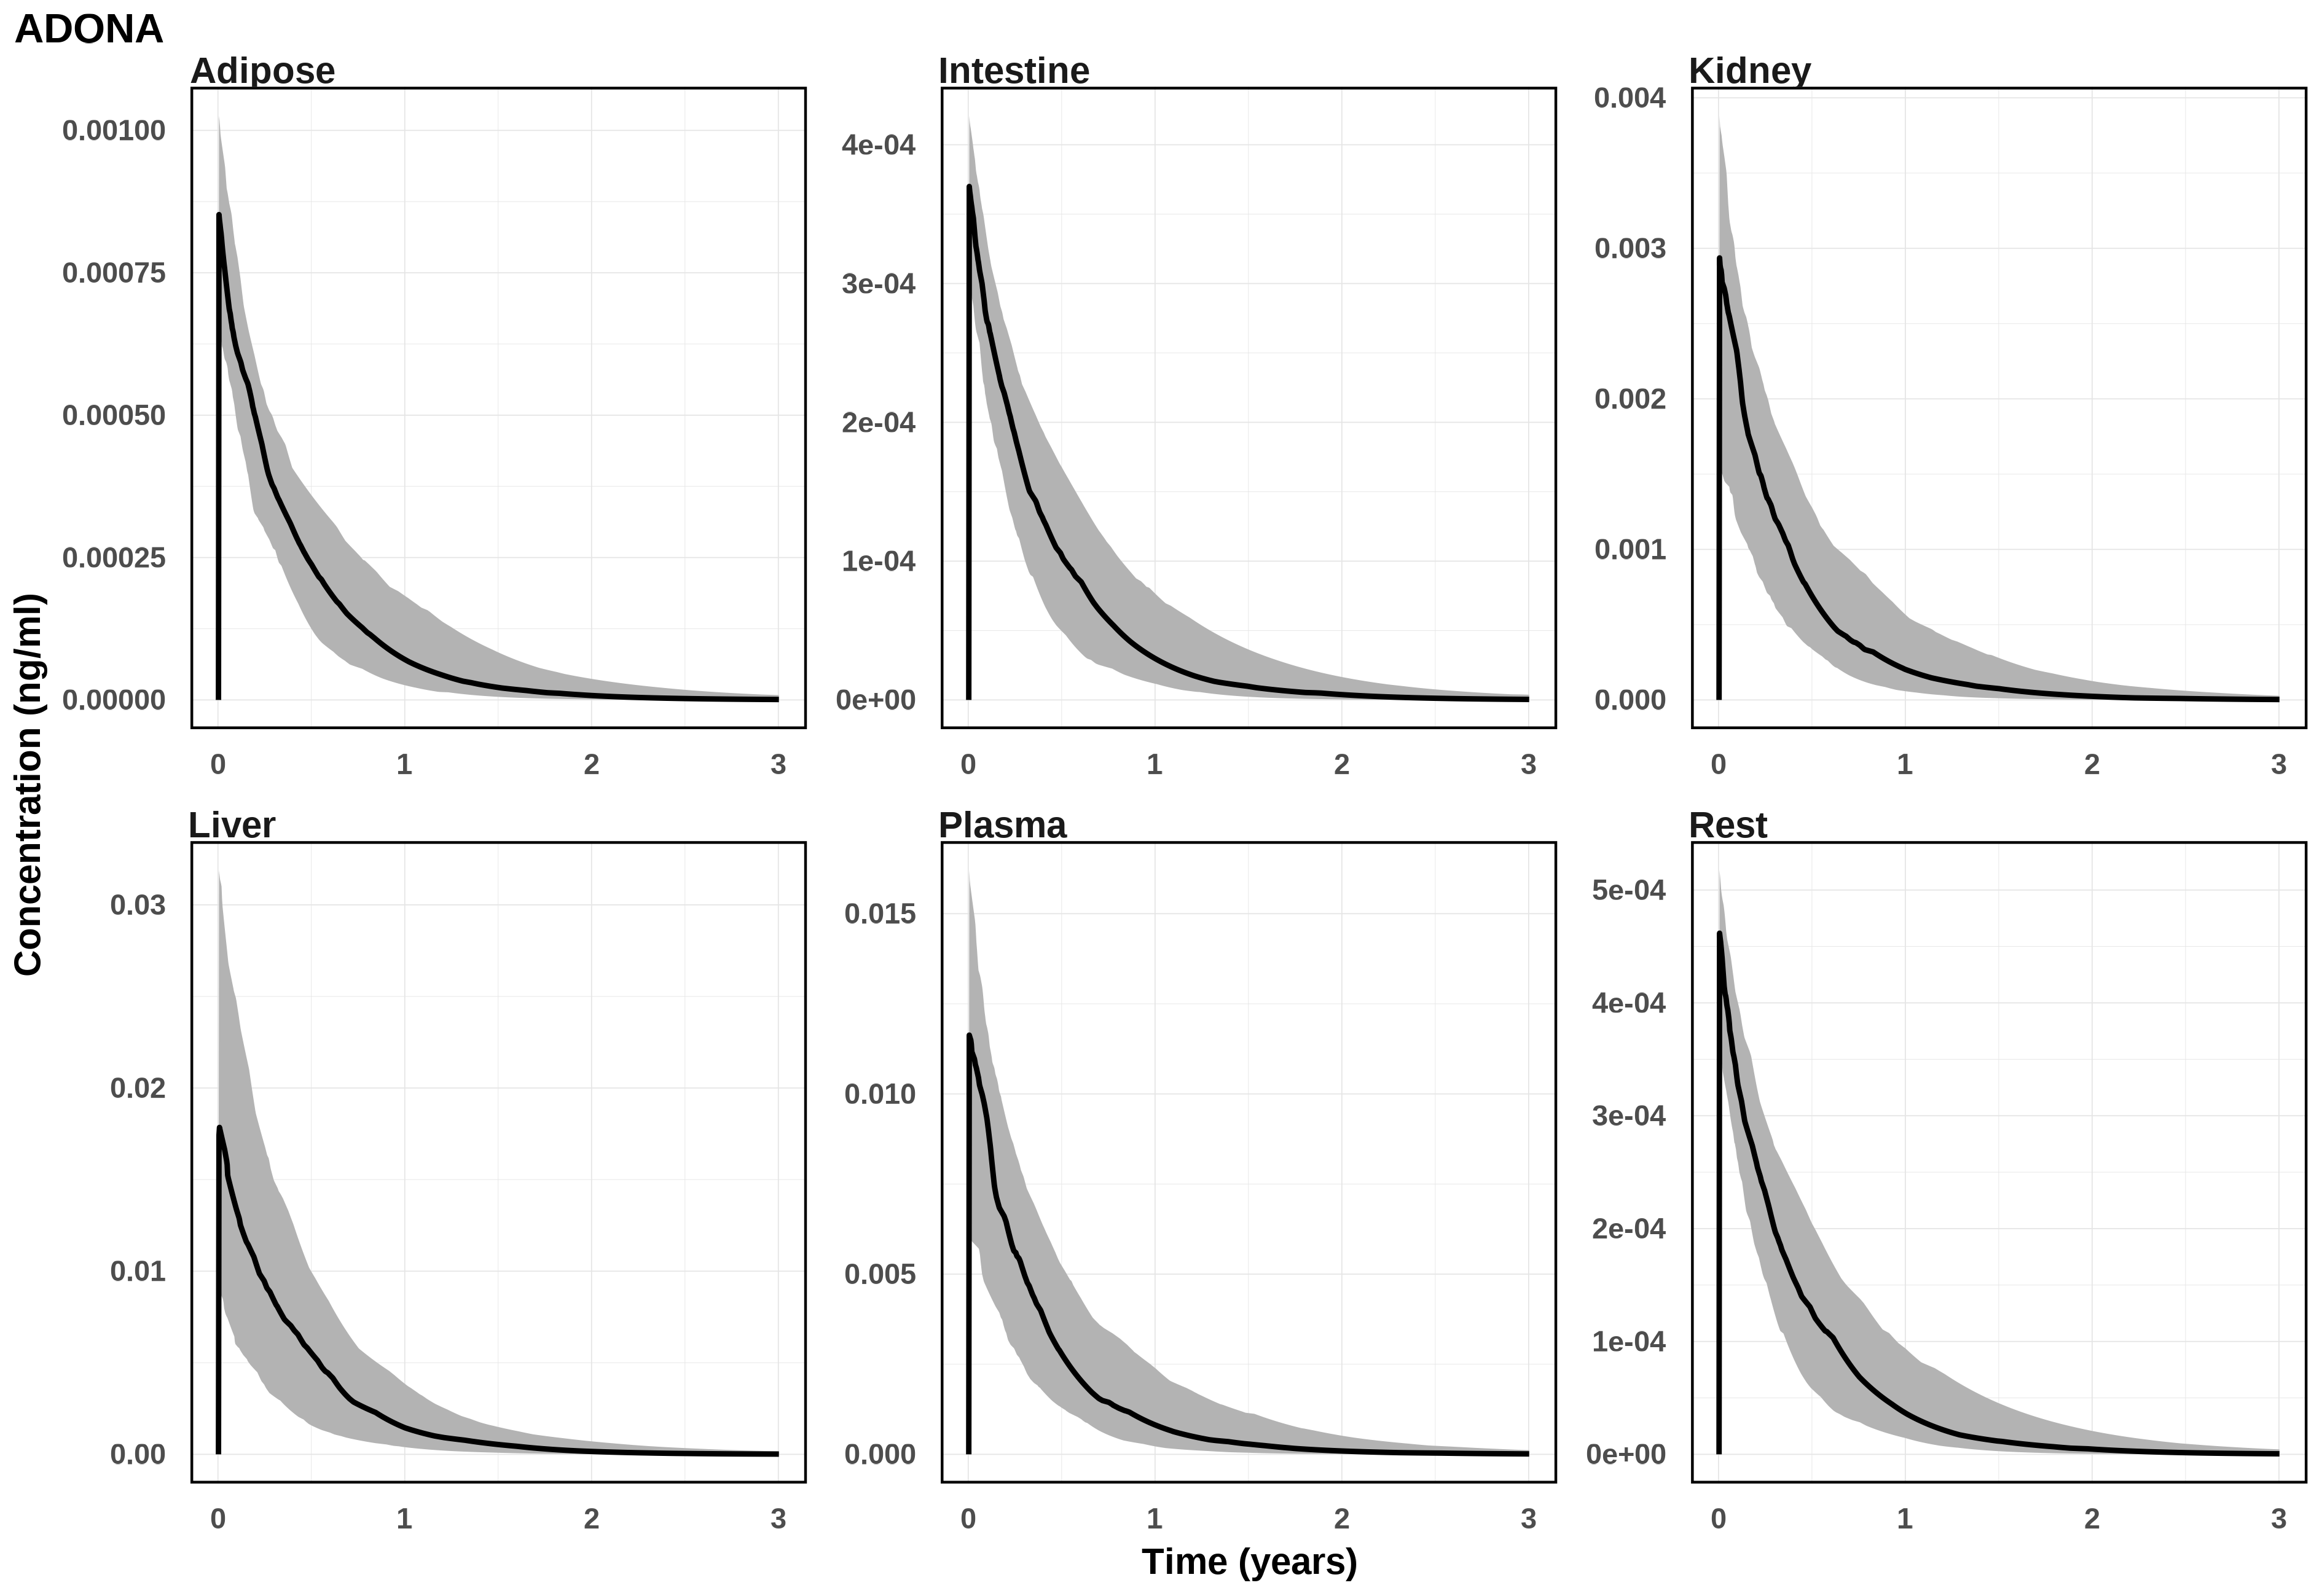 ADONA
Adipose
Intestine
Kidney
0.00100
0.00075
0.00050
0.00025
0.00000
4e-04
3e-04
2e-04
1e-04
0e+00
0.004
0.003
0.002
0.001
0.000
0 1 2 3
0 1 2 3
0 1 2 3
Concentration (ng/ml)
Liver
Plasma
Rest
0.03
0.02
0.01
0.00
0.015
0.010
0.005
0.000
5e-04
4e-04
3e-04
2e-04
1e-04
0e+00
0 1 2 3
0 1 2 3
0 1 2 3
Time (years)